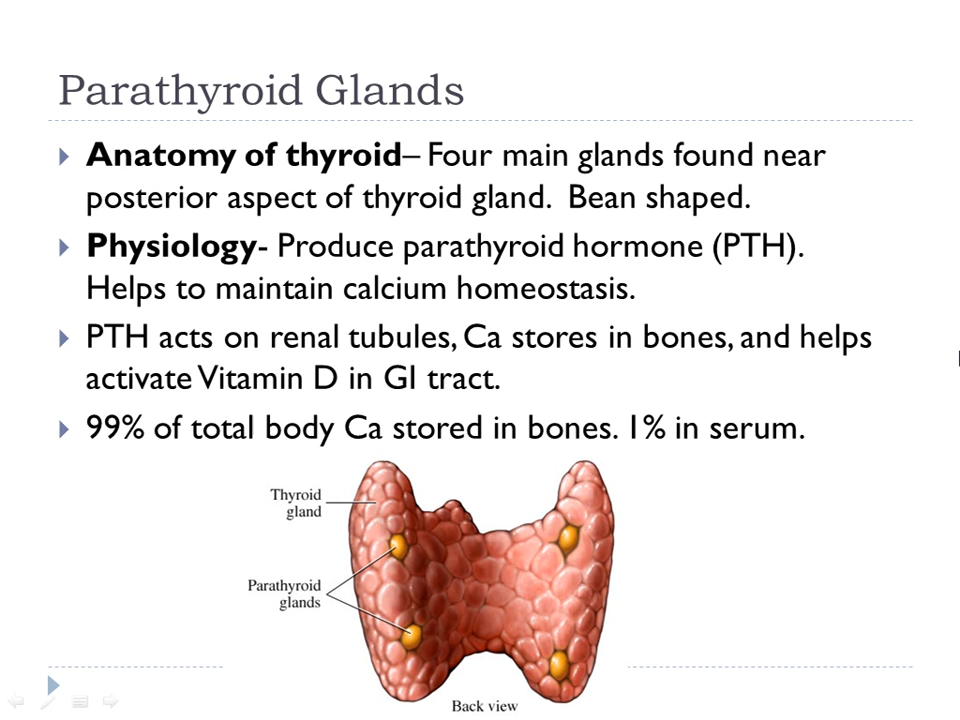 Parathyroid Glands
Anatomy of thyroid– Four main glands found near
posterior aspect of thyroid gland.  Bean shaped.
Physiology- Produce parathyroid hormone (PTH).
Helps to maintain calcium homeostasis.
PTH acts on renal tubules, Ca stores in bones, and helps
activate Vitamin D in GI tract.
99% of total body Ca stored in bones. 1% in serum.
Thyroid
gland
Parathyroid
glands
Back view